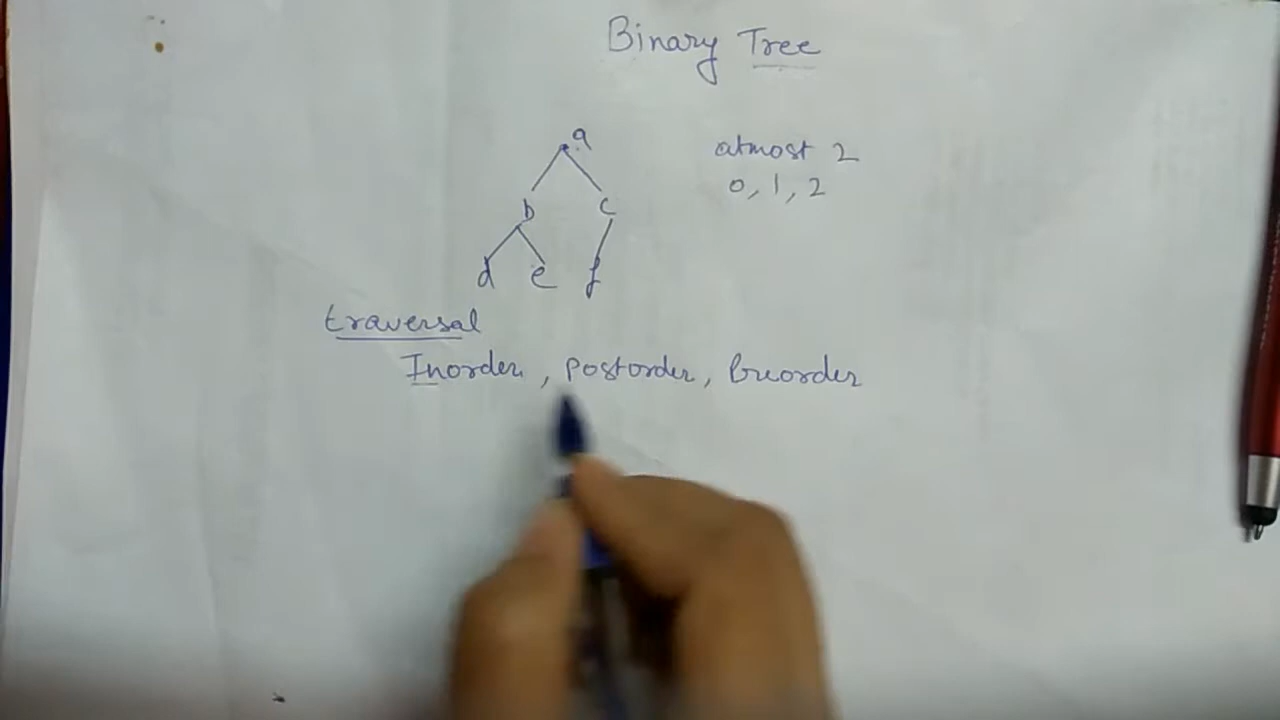 Binary Tree
a
atmost 2
0, 1, 2
b c
d e f
traversal
Inorder, Postorder, Preorder